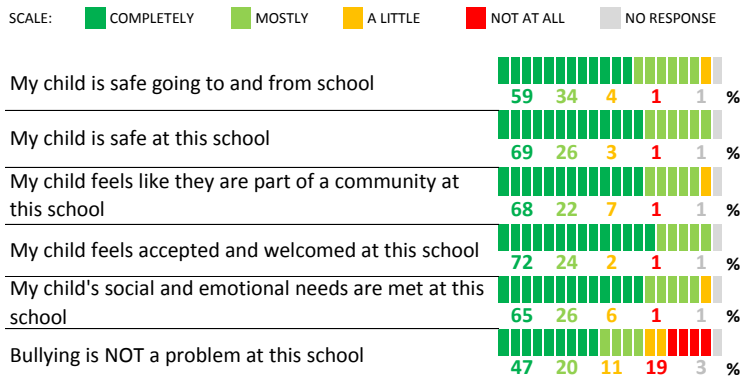 SCALE: COMPLETELY MOSTLY A LITTLE NOT AT ALL NO RESPONSE
My child is safe going to and from school
59 34 4 1 1 %
My child is safe at this school
69 26 3 1 1 %
My child feels like they are part of a community at
this school
68 22 7 1 1 %
My child feels accepted and welcomed at this school
72 24 2 1 1 %
My child's social and emotional needs are met at this
school
65 26 6 1 1 %
Bullying is NOT a problem at this school
47 20 11 19 3 %